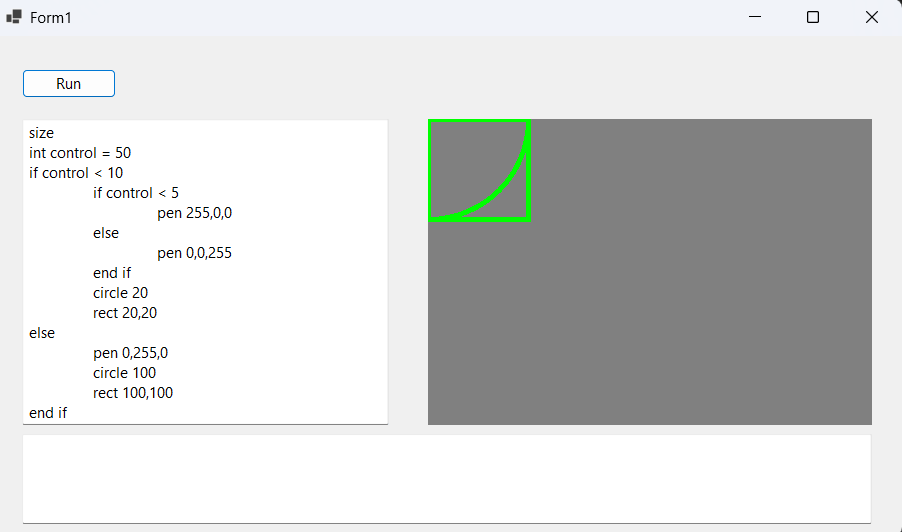 Form1
Run
size
int control = 50
if control < 10
if control < 5
pen 255,0,0
else
pen 0,0,255
end if
circle 20
rect 20,20
else
pen 0,255,0
circle 100
rect 100,100
end if